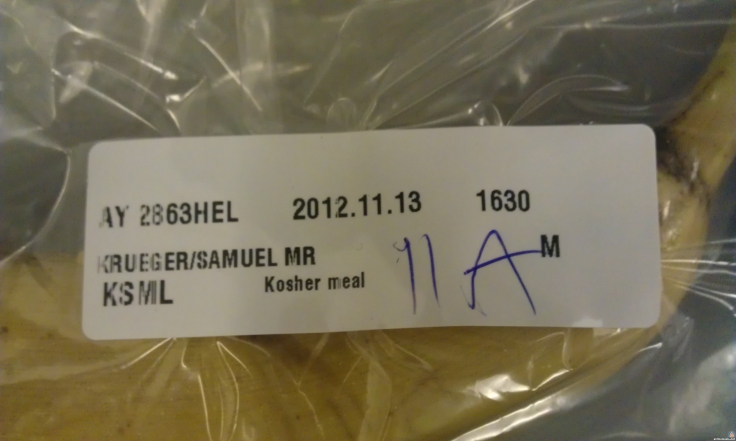 AY 2863HEL 2012.11.13 1630
KRUEGER/SAMUEL MR M
KSML Kosher meal 11A